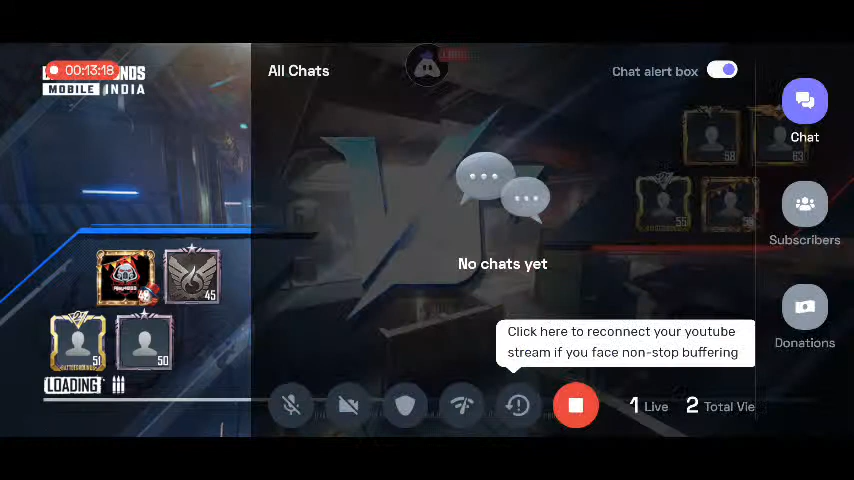 00:13:18
MOBILE INDIA
All Chats
Chat alert box
Chat
58
63
55
Subscribers
No chats yet
45
Donations
Click here to reconnect your youtube
stream if you face non-stop buffering
51
50
LOADING
1 Live
2 Total Vie